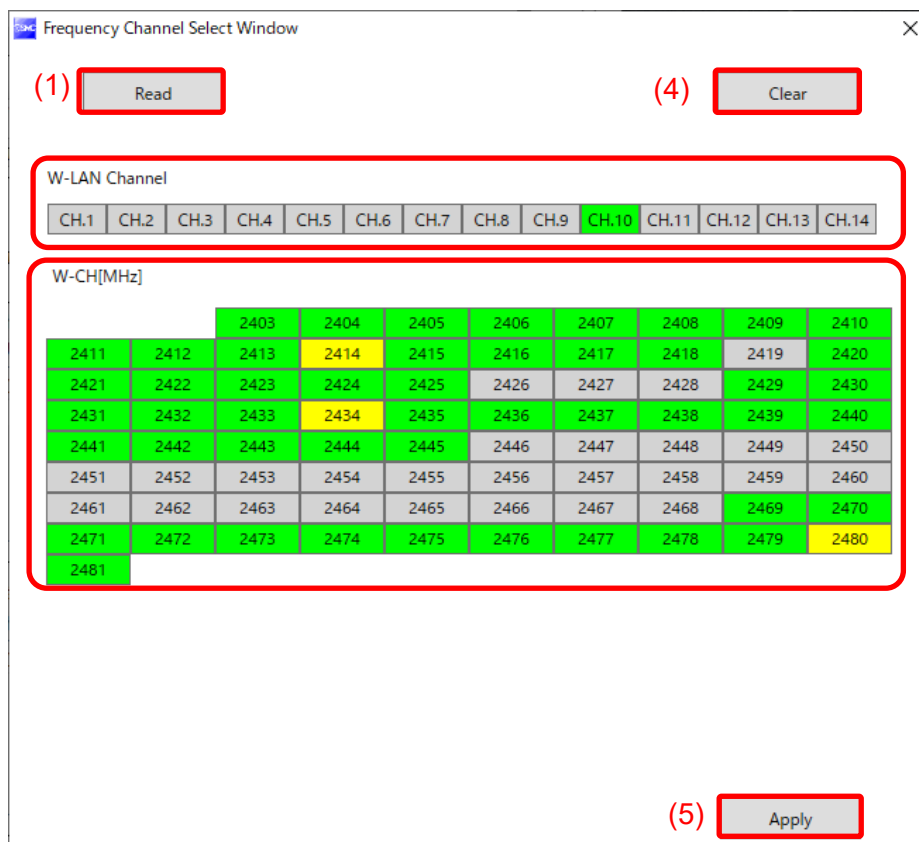 Frequency Channel Select Window
(1) Read (4) Clear
W-LAN Channel
CH.1 CH.2 CH.3 CH.4 CH.5 CH.6 CH.7 CH.8 CH.9 CH.10 CH.11 CH.12 CH.13 CH.14
W-CH[MHz]
2403 2404 2405 2406 2407 2408 2409 2410
2411 2412 2413 2414 2415 2416 2417 2418 2419 2420
2421 2422 2423 2424 2425 2426 2427 2428 2429 2430
2431 2432 2433 2434 2435 2436 2437 2438 2439 2440
2441 2442 2443 2444 2445 2446 2447 2448 2449 2450
2451 2452 2453 2454 2455 2456 2457 2458 2459 2460
2461 2462 2463 2464 2465 2466 2467 2468 2469 2470
2471 2472 2473 2474 2475 2476 2477 2478 2479 2480
2481
(5) Apply